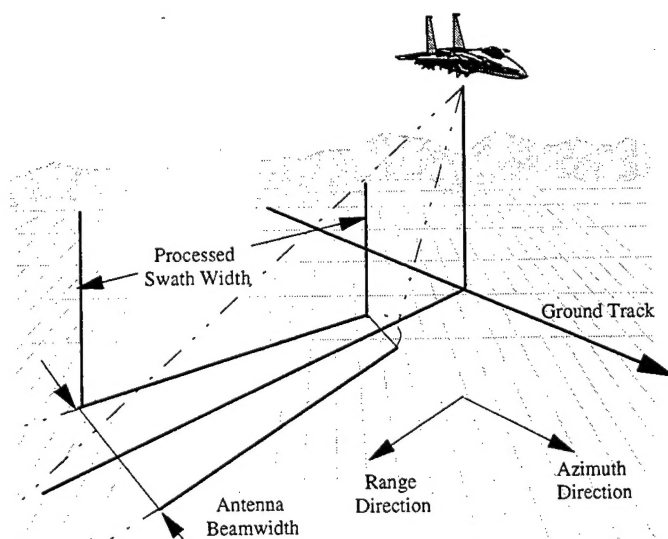 Processed
Swath Width
Ground Track
Range
Direction
Azimuth
Direction
Antenna
Beamwidth